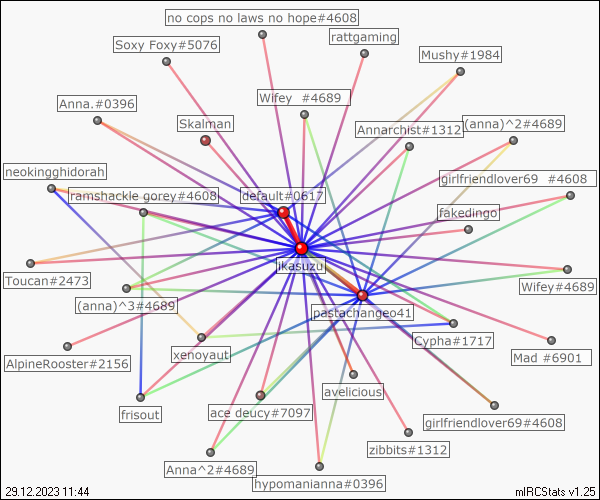 no cops no laws no hope#4608
rattgaming
Soxy Foxy#5076
Mushy#1984
Wifey #4689
Anna.#0396
Skalman
Annarchist#1312
(anna)^2#4689
neokingghidorah
girlfriendlover69 #4608
ramshackle gorey#4608
default#0617
fakedingo
jkasuzu
Toucan#2473
Wifey#4689
(anna)^3#4689
pastachangeo41
Cypha#1717
AlpineRooster#2156
xenoyaut
Mad #6901
avelicious
frisout
ace deucy#7097
girlfriendlover69#4608
zibbits#1312
Anna^2#4689
hypomanianna#0396
29.12.2023 11:44
mIRCStats v1.25